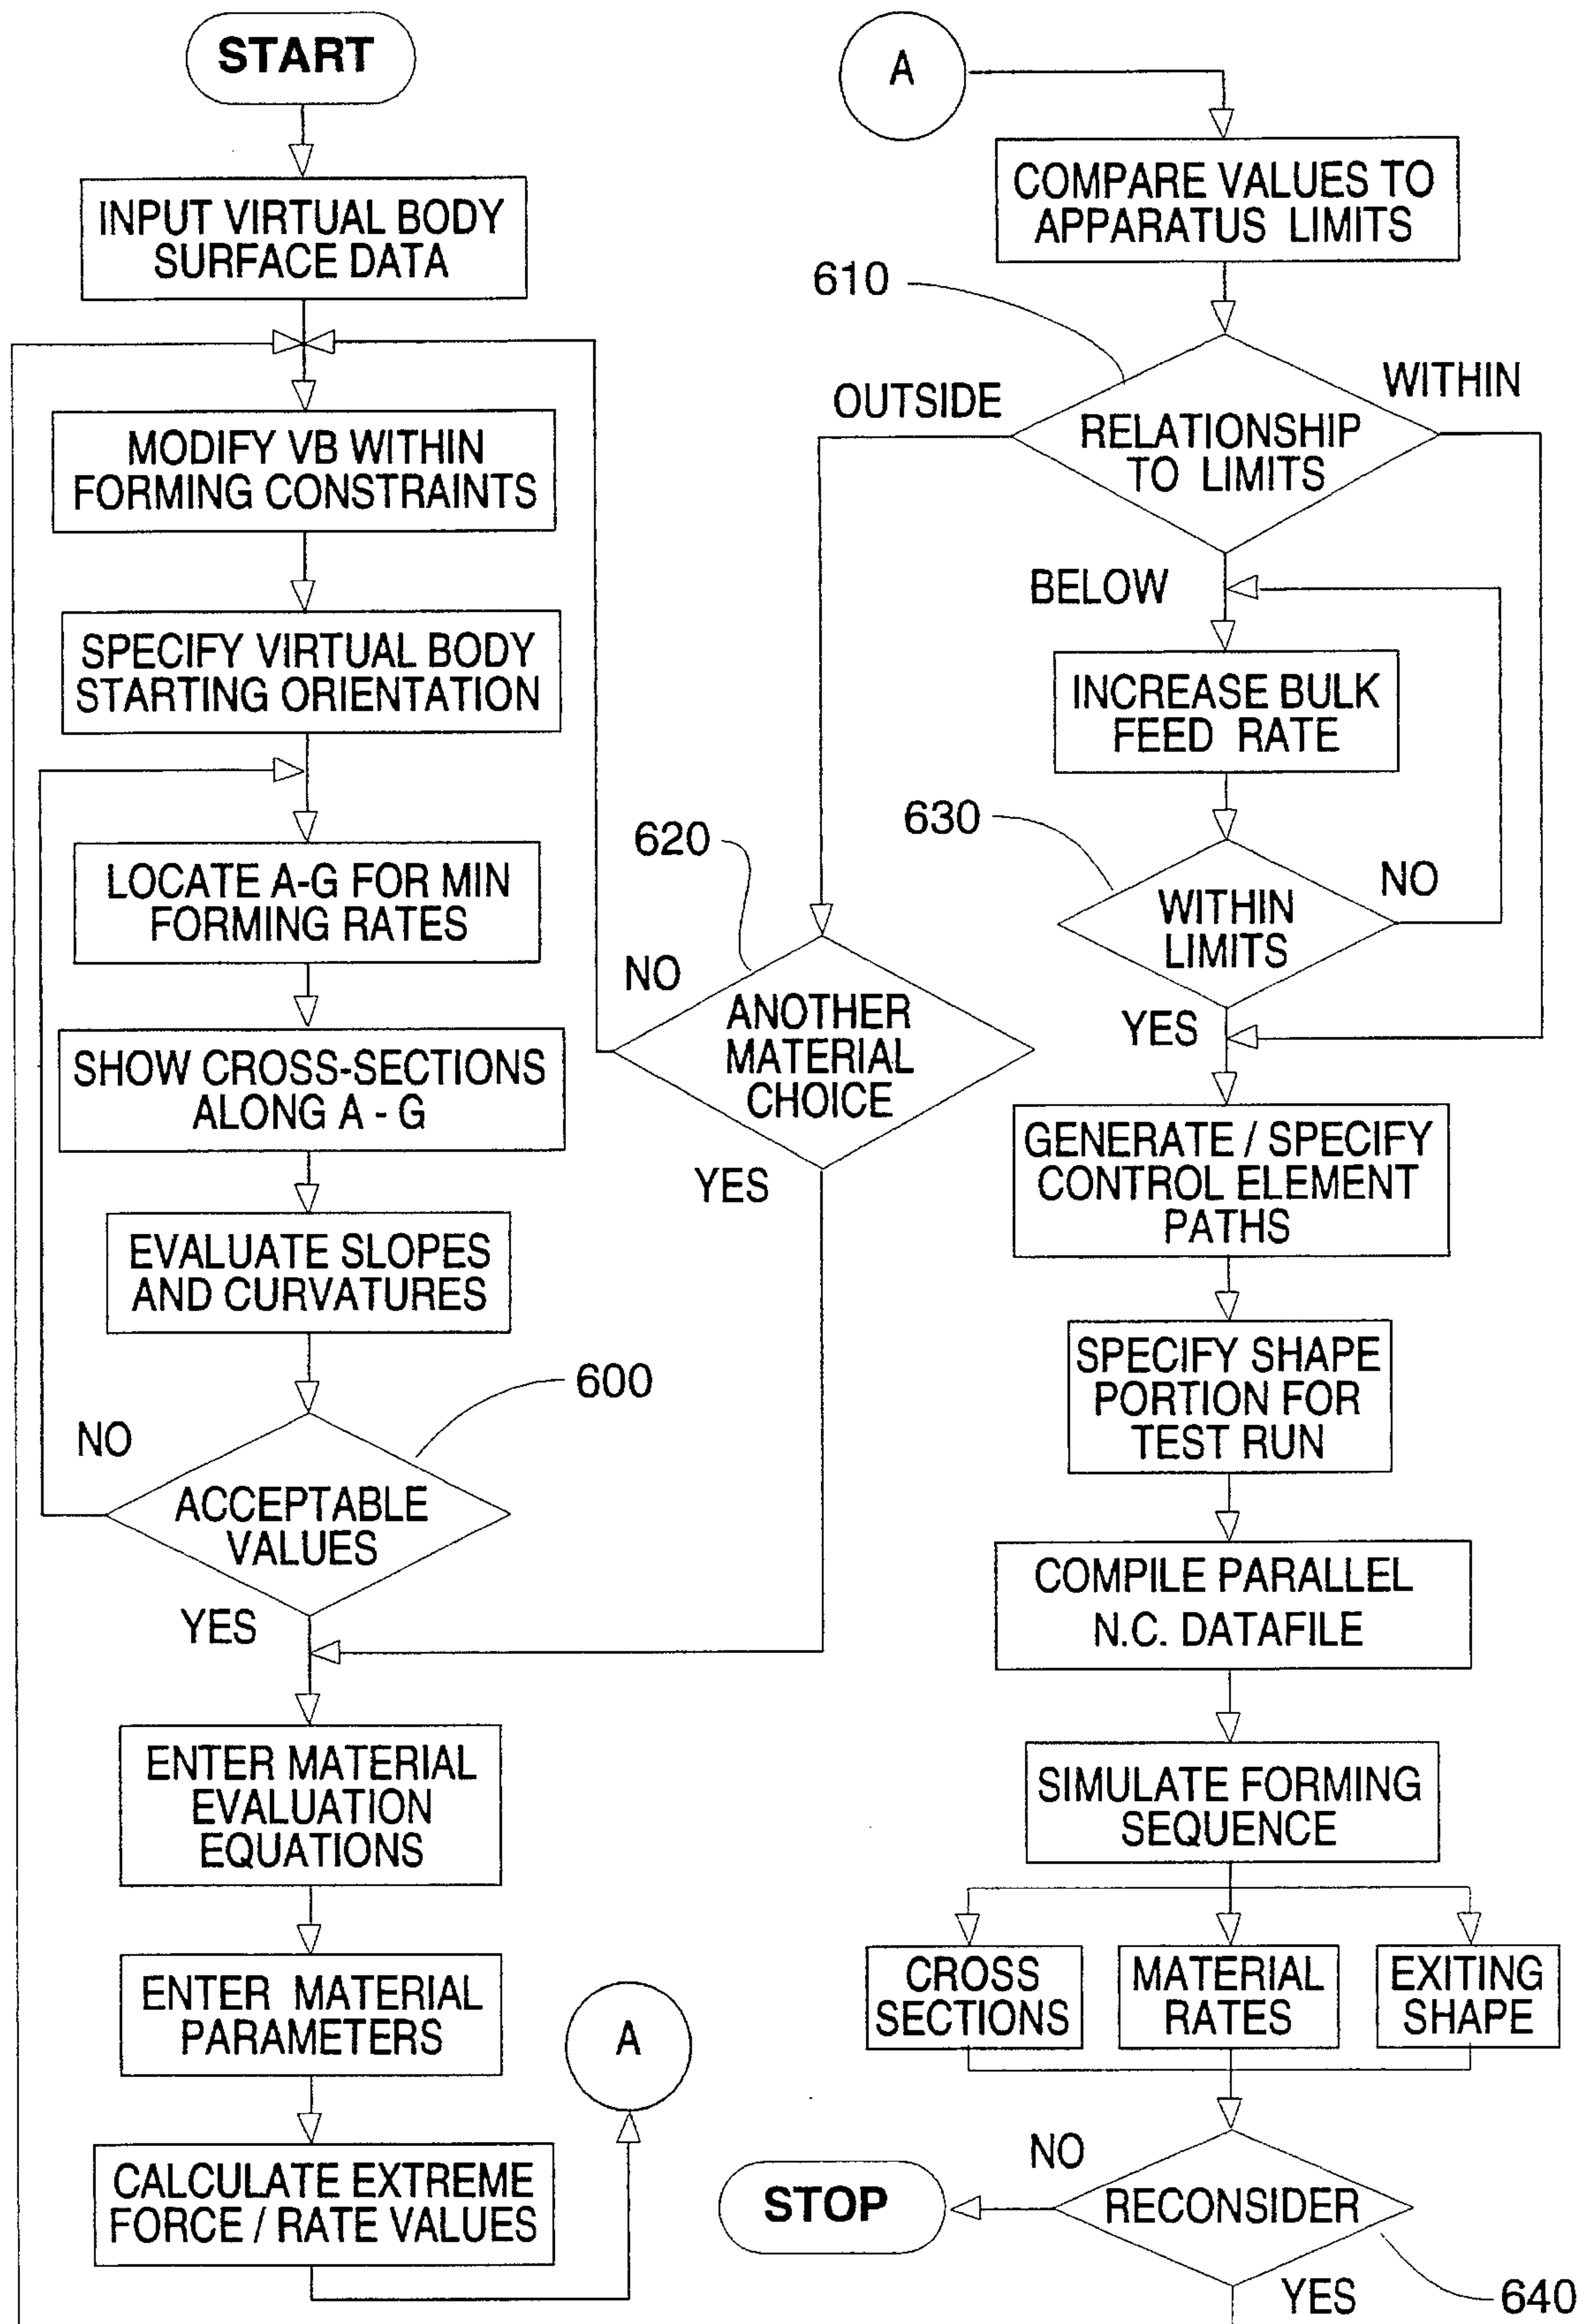 START
INPUT VIRTUAL BODY
SURFACE DATA
MODIFY VB WITHIN
FORMING CONSTRAINTS
SPECIFY VIRTUAL BODY
STARTING ORIENTATION
LOCATE A-G FOR MIN
FORMING RATES
SHOW CROSS-SECTIONS
ALONG A - G
EVALUATE SLOPES
AND CURVATURES
600
NO
ACCEPTABLE
VALUES
YES
ENTER MATERIAL
EVALUATION
EQUATIONS
ENTER MATERIAL
PARAMETERS
CALCULATE EXTREME
FORCE / RATE VALUES
A
A
COMPARE VALUES TO
APPARATUS LIMITS
610
OUTSIDE
WITHIN
RELATIONSHIP
TO LIMITS
BELOW
INCREASE BULK
FEED RATE
630
NO
WITHIN
LIMITS
YES
620
NO
ANOTHER
MATERIAL
CHOICE
YES
GENERATE / SPECIFY
CONTROL ELEMENT
PATHS
SPECIFY SHAPE
PORTION FOR
TEST RUN
COMPILE PARALLEL
N.C. DATAFILE
SIMULATE FORMING
SEQUENCE
CROSS
SECTIONS
MATERIAL
RATES
EXITING
SHAPE
NO
STOP
RECONSIDER
YES
640